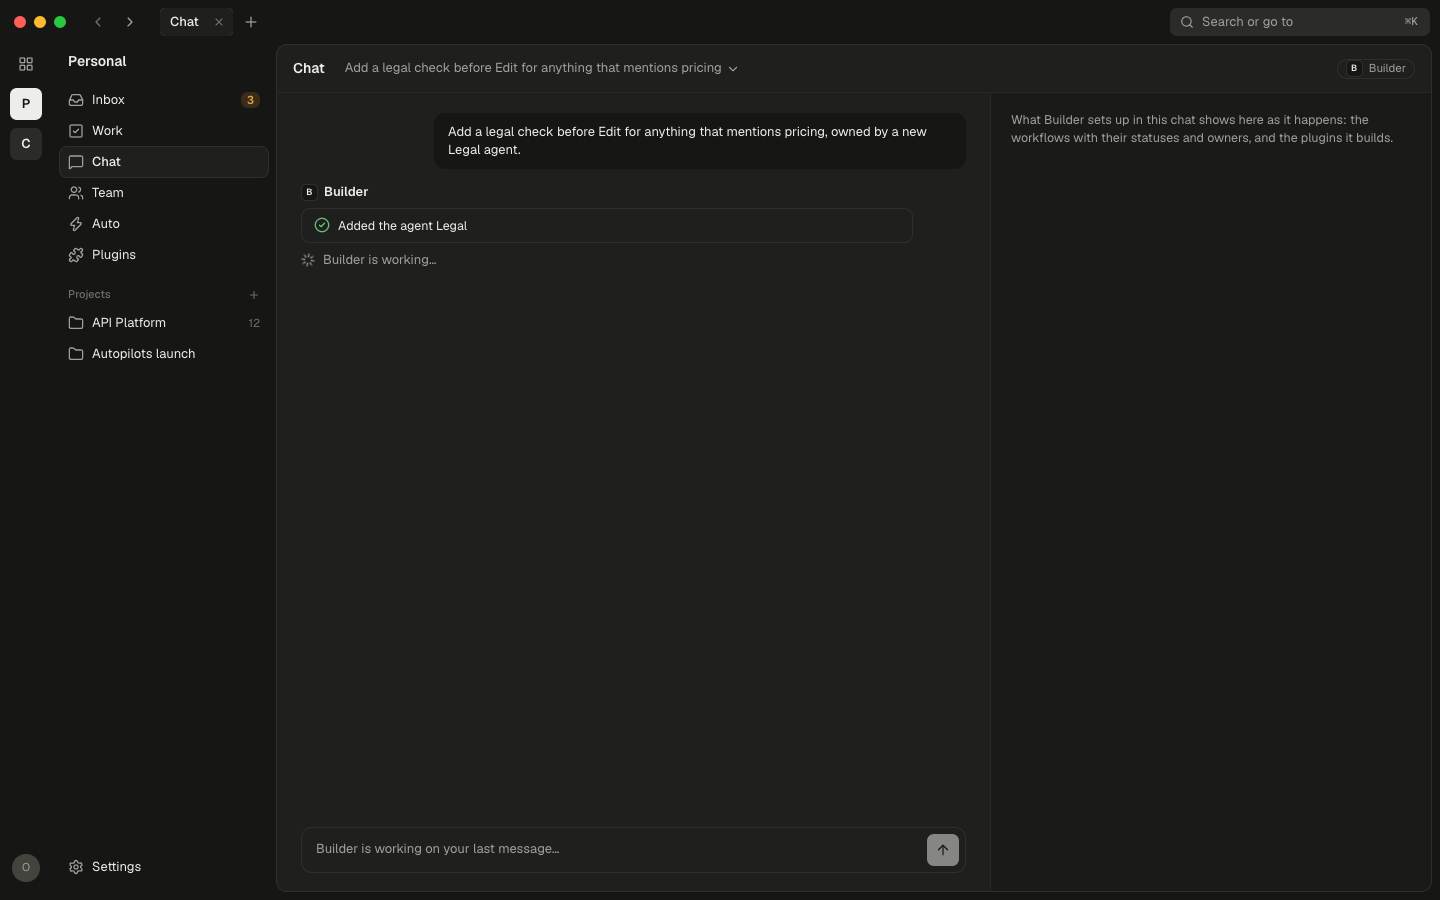 Chat
Search or go to
⌘K
Personal
P
C
Inbox
3
Work
Chat
Team
Auto
Plugins
Projects
API Platform
12
Autopilots launch
O
Settings
Chat
Add a legal check before Edit for anything that mentions pricing
B
Builder
Add a legal check before Edit for anything that mentions pricing, owned by a new
Legal agent.
B
Builder
Added the agent Legal
Builder is working…
Builder is working on your last message…
What Builder sets up in this chat shows here as it happens: the
workflows with their statuses and owners, and the plugins it builds.